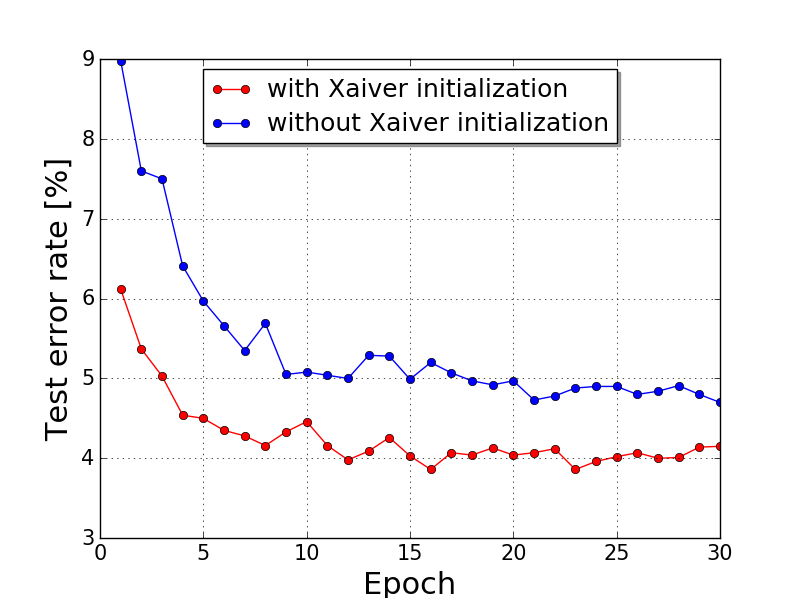 with Xaiver initialization
without Xaiver initialization
Test error rate [%]
9
8
7
6
5
4
3
0 5 10 15 20 25 30
Epoch